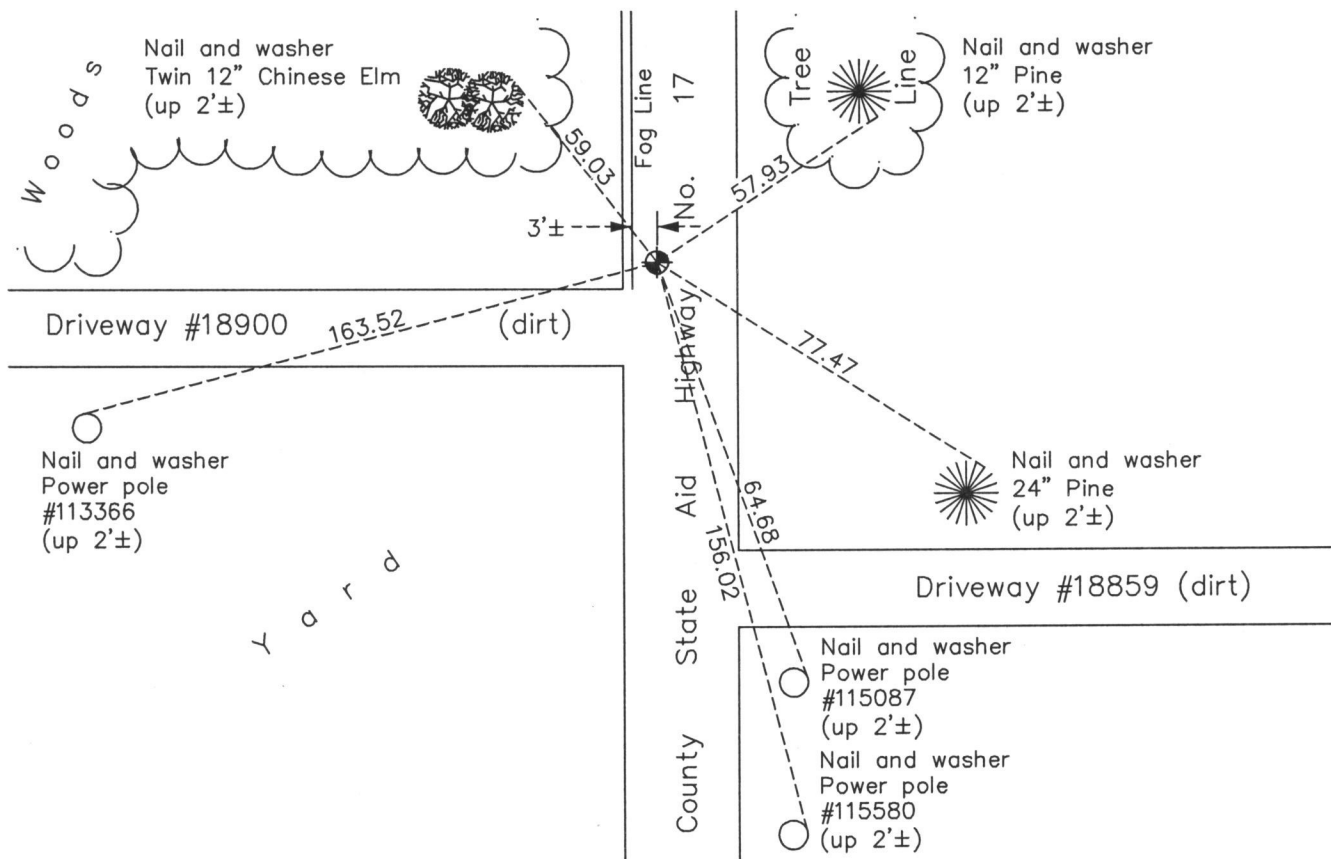 Nail and washer
Twin 12" Chinese Elm
(up 2'±)
Woods
59.03
Fog Line
3'±
Tree Line
Nail and washer
12" Pine
(up 2'±)
57.93
County State Aid Highway No. 17
Driveway #18900 (dirt)
163.52
77.47
Nail and washer
Power pole
#113366
(up 2'±)
Nail and washer
24" Pine
(up 2'±)
64.68
156.02
Yard
Driveway #18859 (dirt)
Nail and washer
Power pole
#115087
(up 2'±)
Nail and washer
Power pole
#115580
(up 2'±)